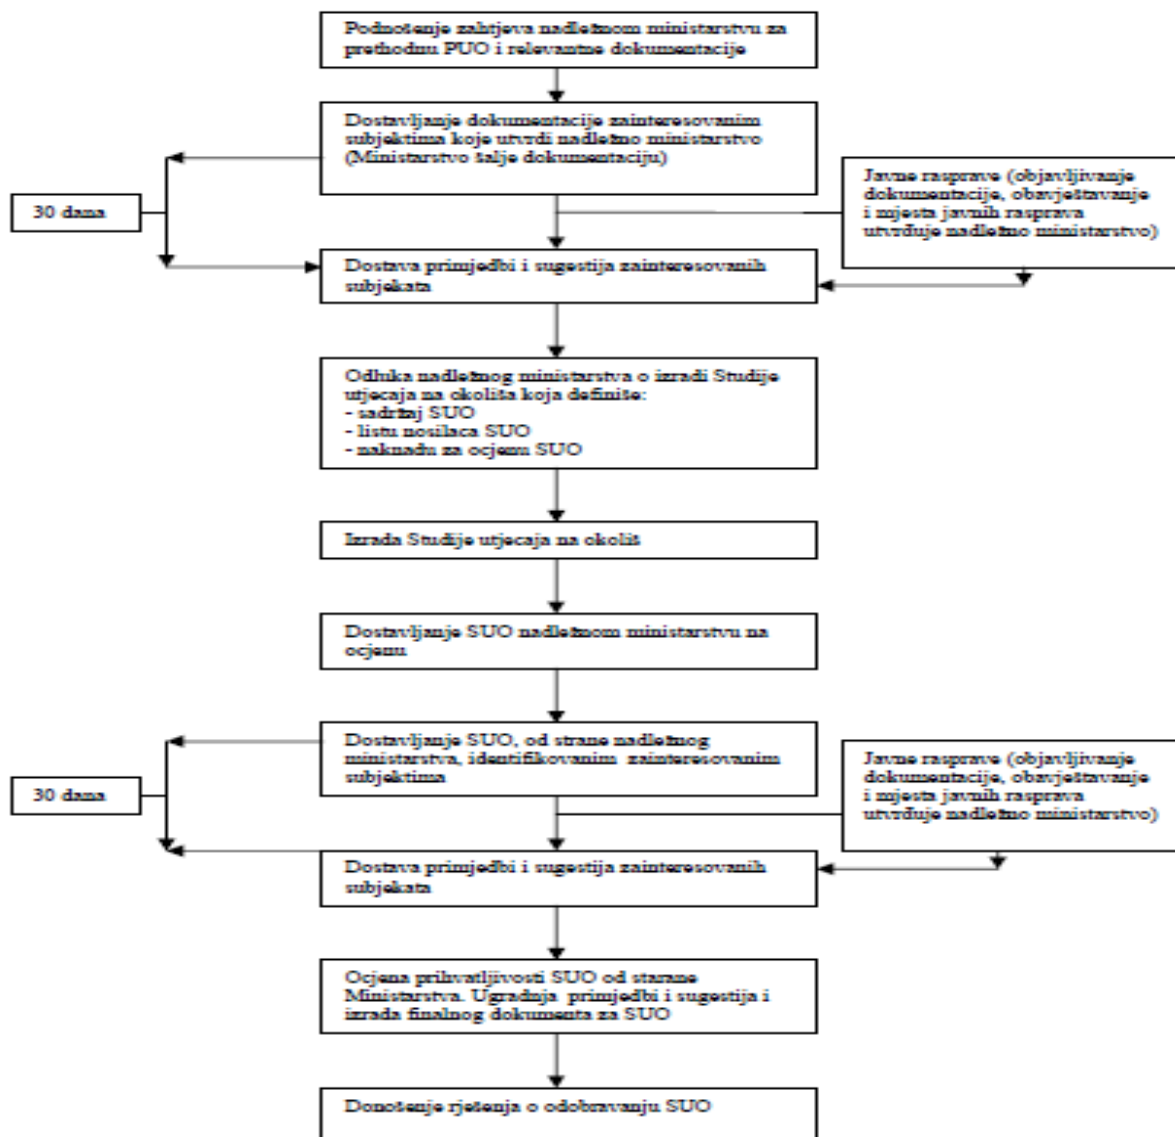 Podnošenje zahtjeva nadležnom ministarstvu za
prethodnu PUO i relevantne dokumentacije
Dostavljanje dokumentacije zainteresovanim
subjektima koje utvrdi nadležno ministarstvo
(Ministarstvo šalje dokumentaciju)
30 dana
Javne rasprave (objavljivanje
dokumentacije, obavještavanje
i mjesta javnih rasprava
utvrđuje nadležno ministarstvo)
Dostava primjedbi i sugestija zainteresovanih
subjekata
Odluka nadležnog ministarstva o izradi Studije
utjecaja na okoliša koja definiše:
- sadržaj SUO
- listu nosilaca SUO
- naknadu za ocjenu SUO
Izrada Studije utjecaja na okoliš
Dostavljanje SUO nadležnom ministarstvu na
ocjenu
Dostavljanje SUO, od strane nadležnog
ministarstva, identifikovanim zainteresovanim
subjektima
30 dana
Javne rasprave (objavljivanje
dokumentacije, obavještavanje
i mjesta javnih rasprava
utvrđuje nadležno ministarstvo)
Dostava primjedbi i sugestija zainteresovanih
subjekata
Ocjena prihvatljivosti SUO od starane
Ministarstva. Ugradnja primjedbi i sugestija i
izrada finalnog dokumenta za SUO
Donošenje rješenja o odobravanju SUO